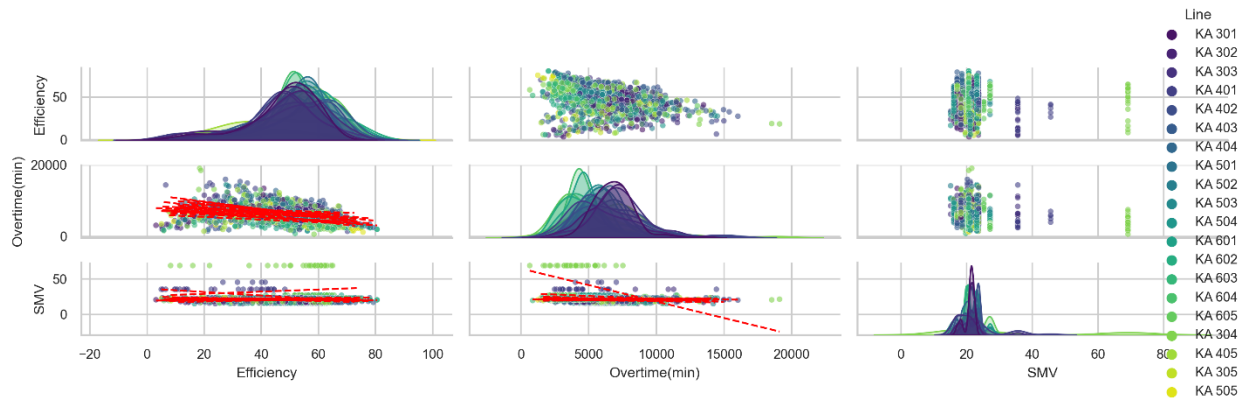 Line
KA 301
KA 302
KA 303
KA 401
KA 402
KA 403
KA 404
KA 501
KA 502
KA 503
KA 504
KA 601
KA 602
KA 603
KA 604
KA 605
KA 304
KA 405
KA 305
KA 505
Efficiency
50
0
Overtime(min)
20000
0
SMV
50
0
−20 0 20 40 60 80 100
Efficiency
0 5000 10000 15000 20000
Overtime(min)
0 20 40 60 80
SMV